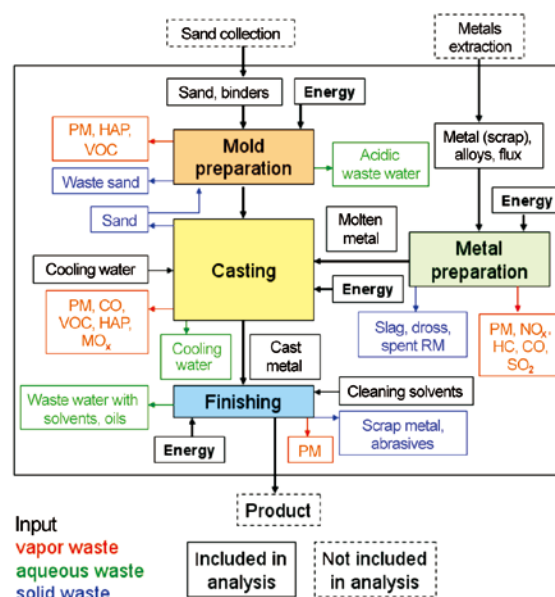 Sand collection
Metals
extraction
Sand, binders
Energy
PM, HAP,
VOC
Mold
preparation
Acidic
waste water
Metal (scrap),
alloys, flux
Waste sand
Sand
Energy
Molten
metal
Metal
preparation
Cooling water
Casting
Energy
PM, CO,
VOC, HAP,
MOx
Cooling
water
Cast
metal
Slag, dross,
spent RM
PM, NOX,
HC, CO,
SO2
Waste water with
solvents, oils
Finishing
Cleaning solvents
Energy
PM
Scrap metal,
abrasives
Product
Input
vapor waste
aqueous waste
solid waste
Included in
analysis
Not included
in analysis